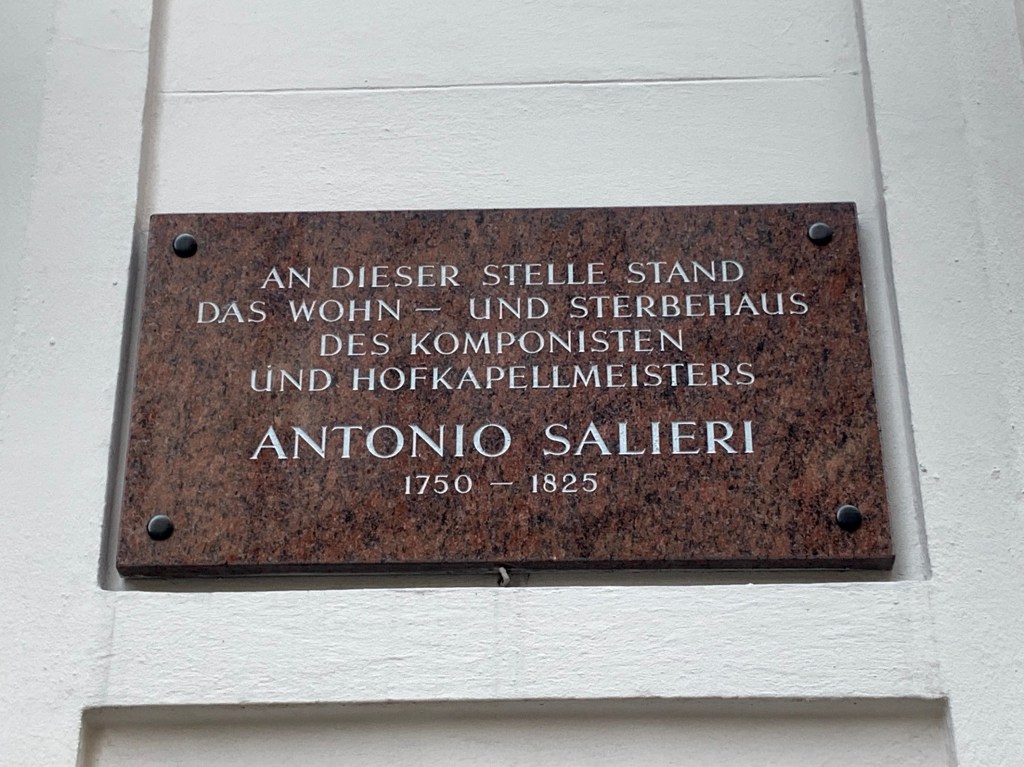 AN DIESER STELLE STAND
DAS WOHN – UND STERBEHAUS
DES KOMPONISTEN
UND HOFKAPELLMEISTERS
ANTONIO SALIERI
1750 – 1825